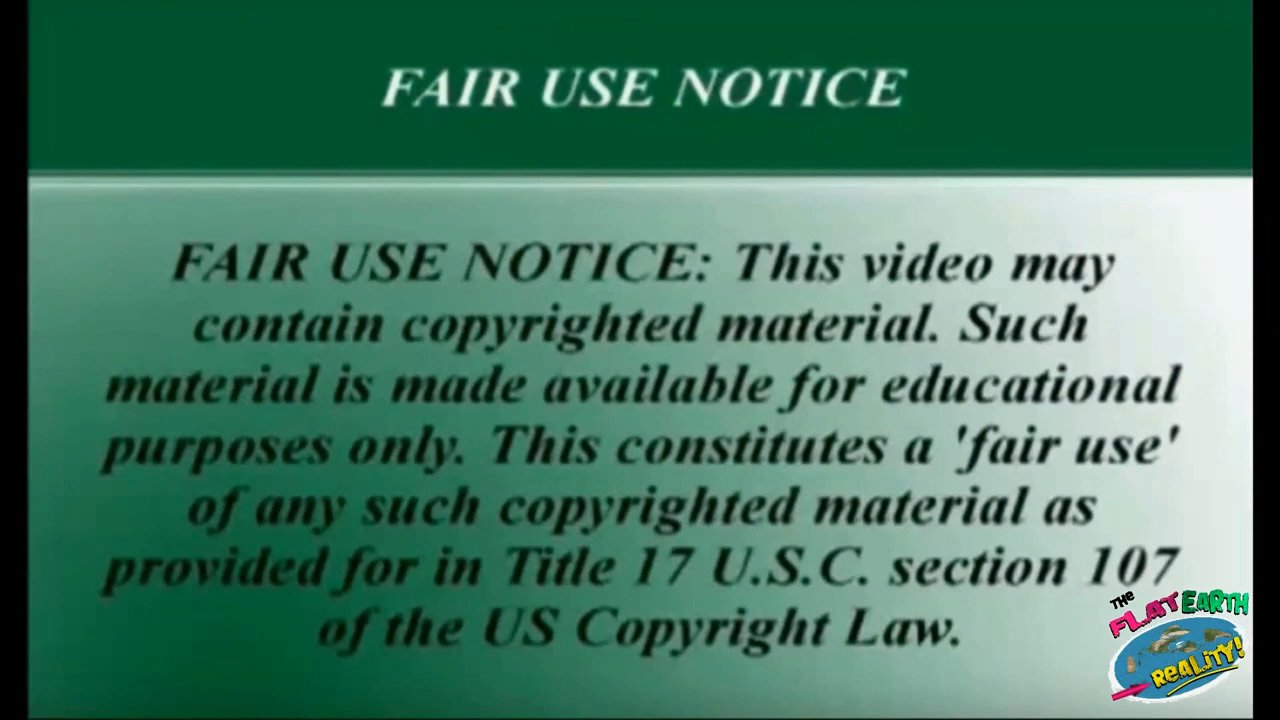 FAIR USE NOTICE
FAIR USE NOTICE: This video may
contain copyrighted material. Such
material is made available for educational
purposes only. This constitutes a 'fair use'
of any such copyrighted material as
provided for in Title 17 U.S.C. section 107
of the US Copyright Law.
THe
FLAT EARTH
ReALiTY!